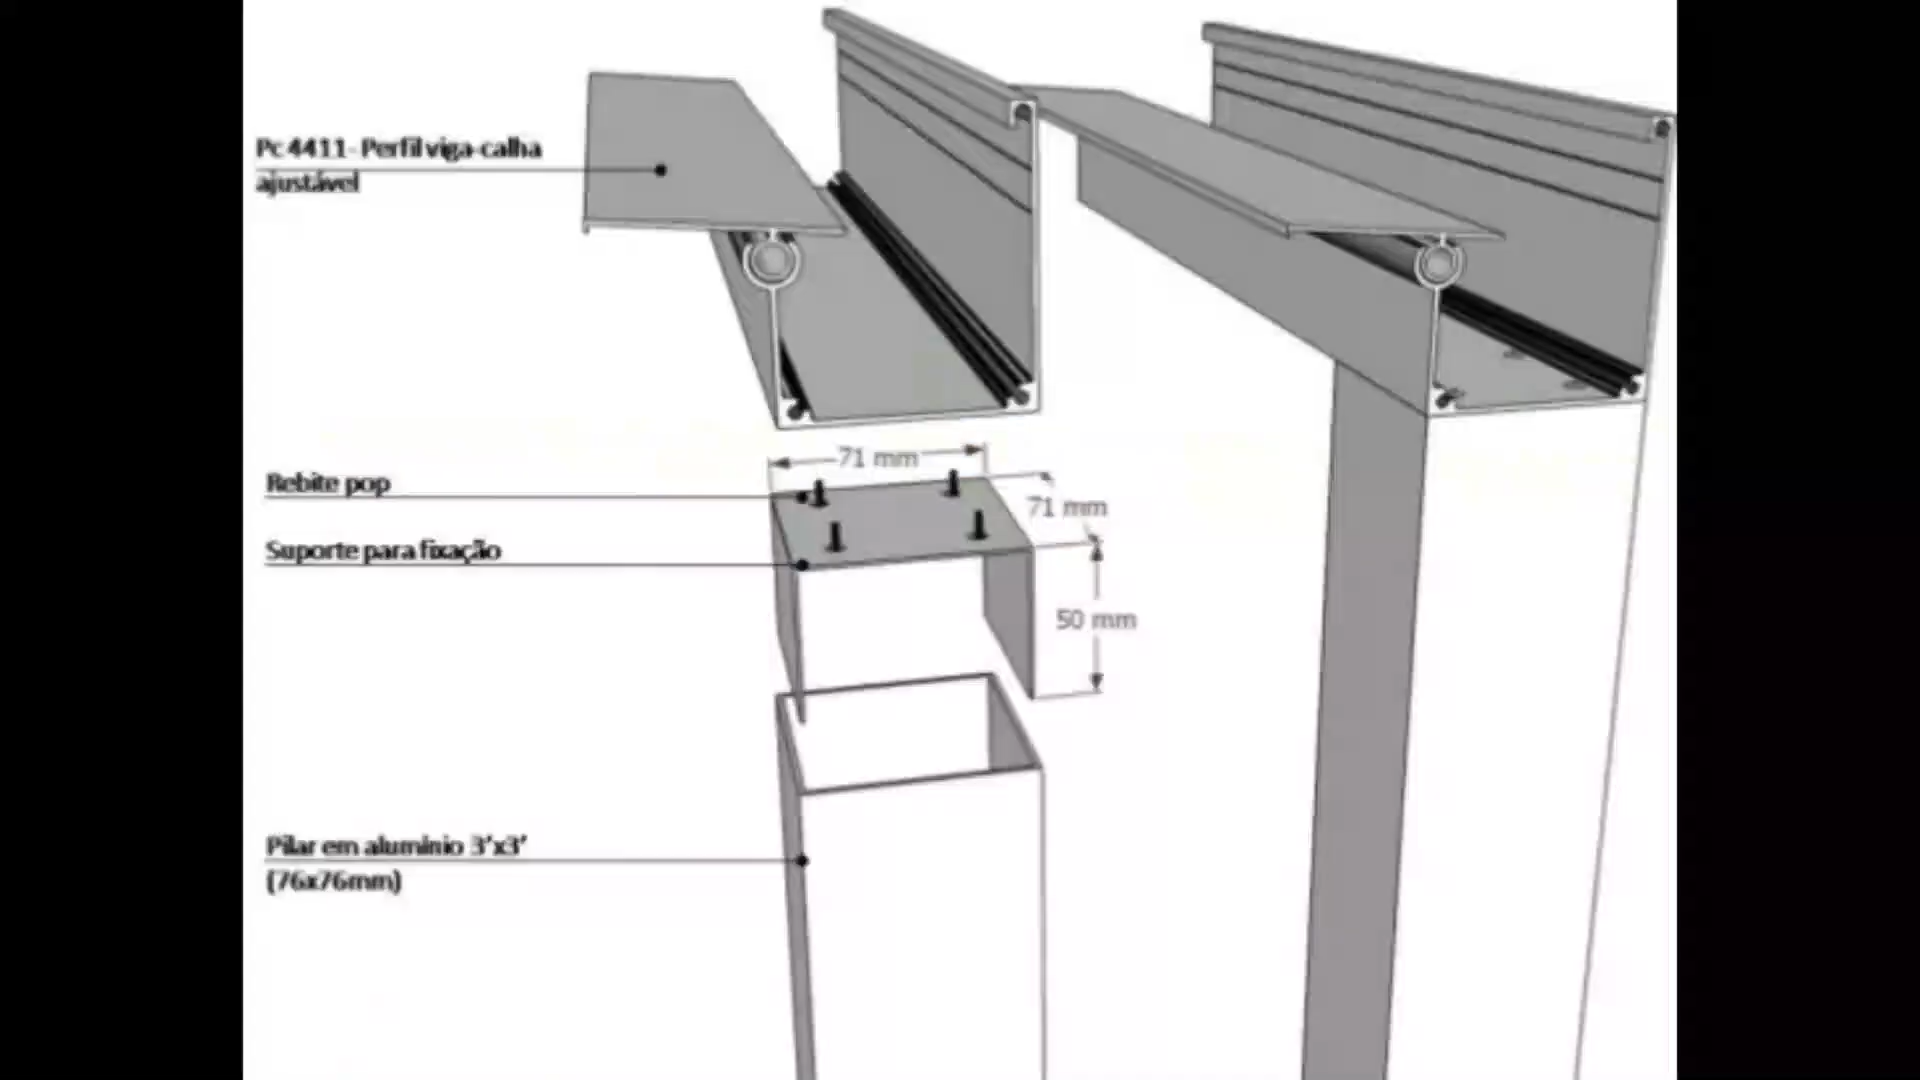 Pc 4411- Perfil viga-calha
ajustável
71 mm
Rebite pop
71 mm
Suporte para fixação
50 mm
Pilar em alumínio 3’x3’
(76x76mm)